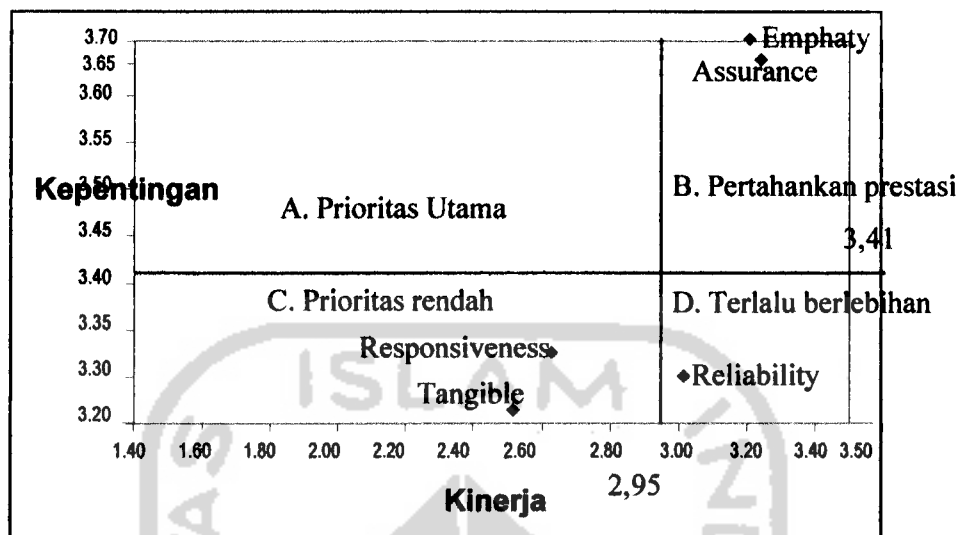 3.70
Emphaty
3.65
Assurance
3.60
3.55
Kepentingan
3.50
B. Pertahankan prestasi
A. Prioritas Utama
3.45
3,41
3.40
C. Prioritas rendah
D. Terlalu berlebihan
3.35
Responsiveness
3.30
Reliability
Tangible
3.20
1.40 1.60 1.80 2.00 2.20 2.40 2.60 2.80 3.00 3.20 3.40 3.50
2,95
Kinerja
ISLAM